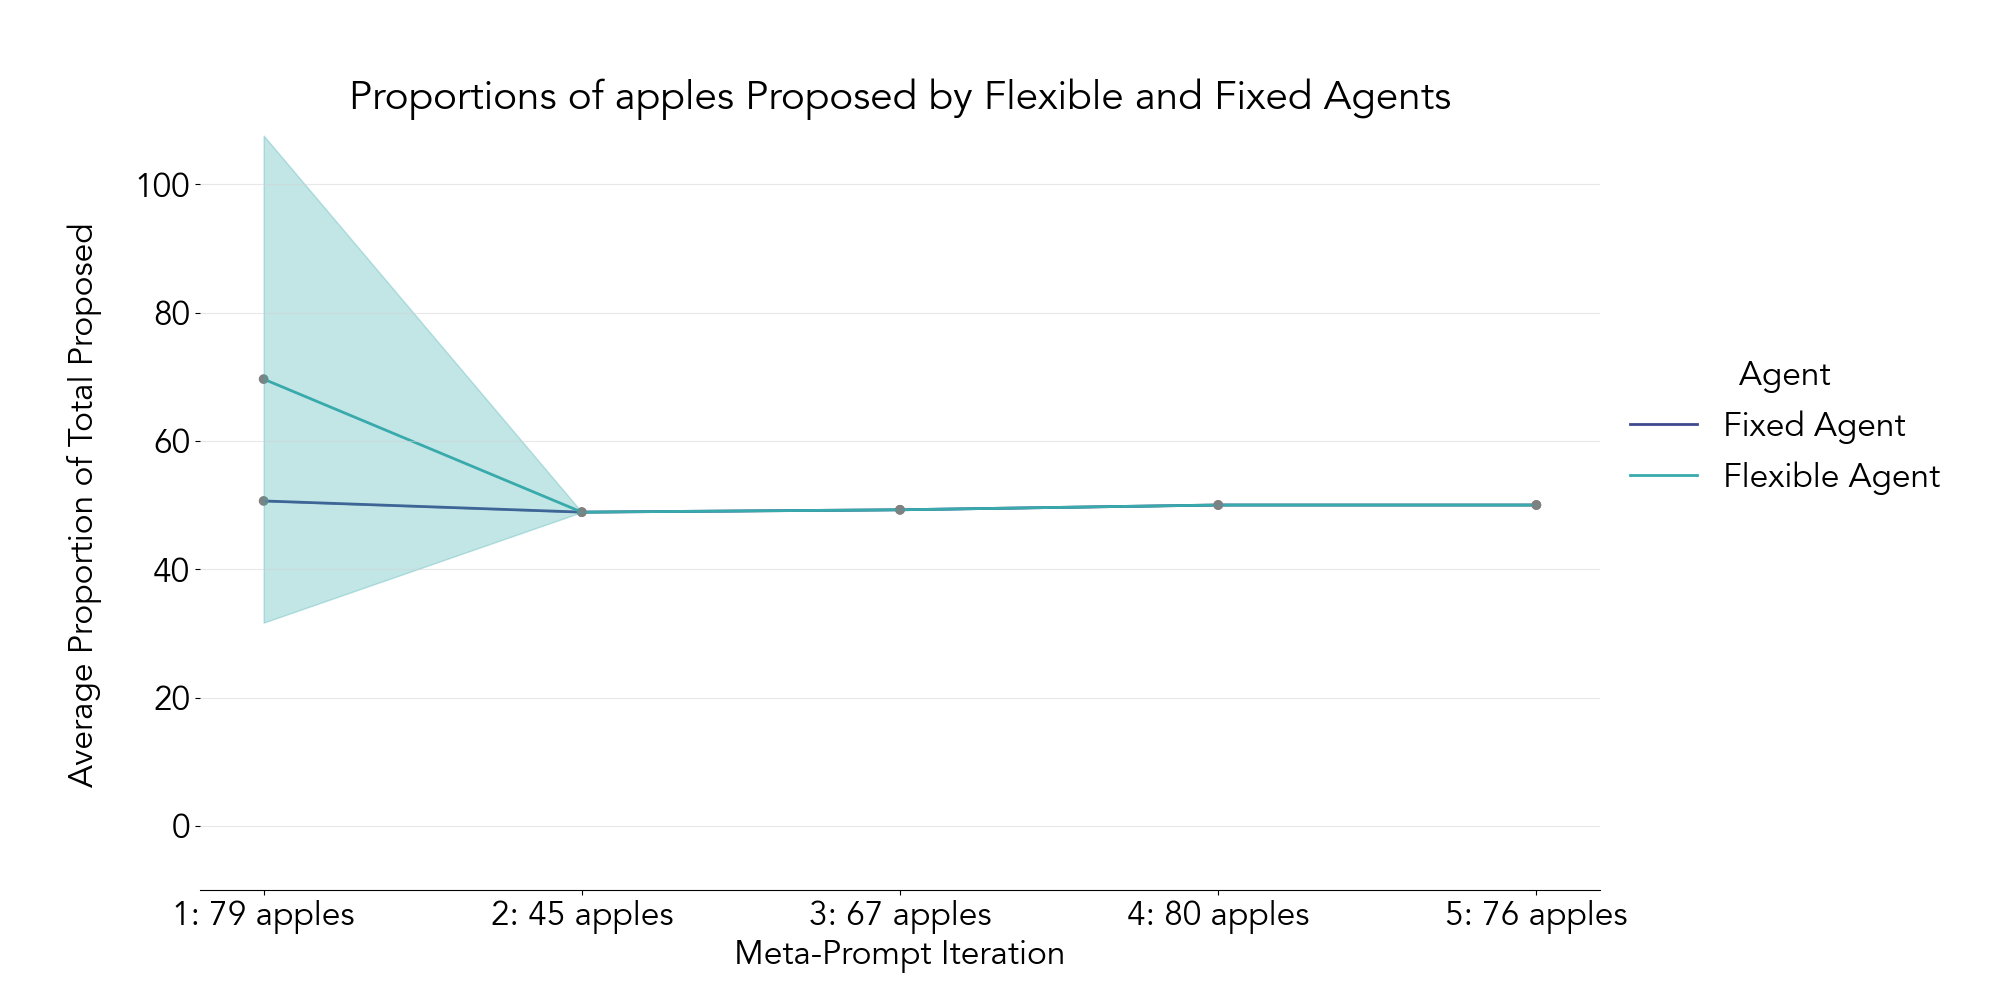 Proportions of apples Proposed by Flexible and Fixed Agents
Average Proportion of Total Proposed
100
80
60
40
20
0
1: 79 apples
2: 45 apples
3: 67 apples
4: 80 apples
5: 76 apples
Meta-Prompt Iteration
Agent
Fixed Agent
Flexible Agent